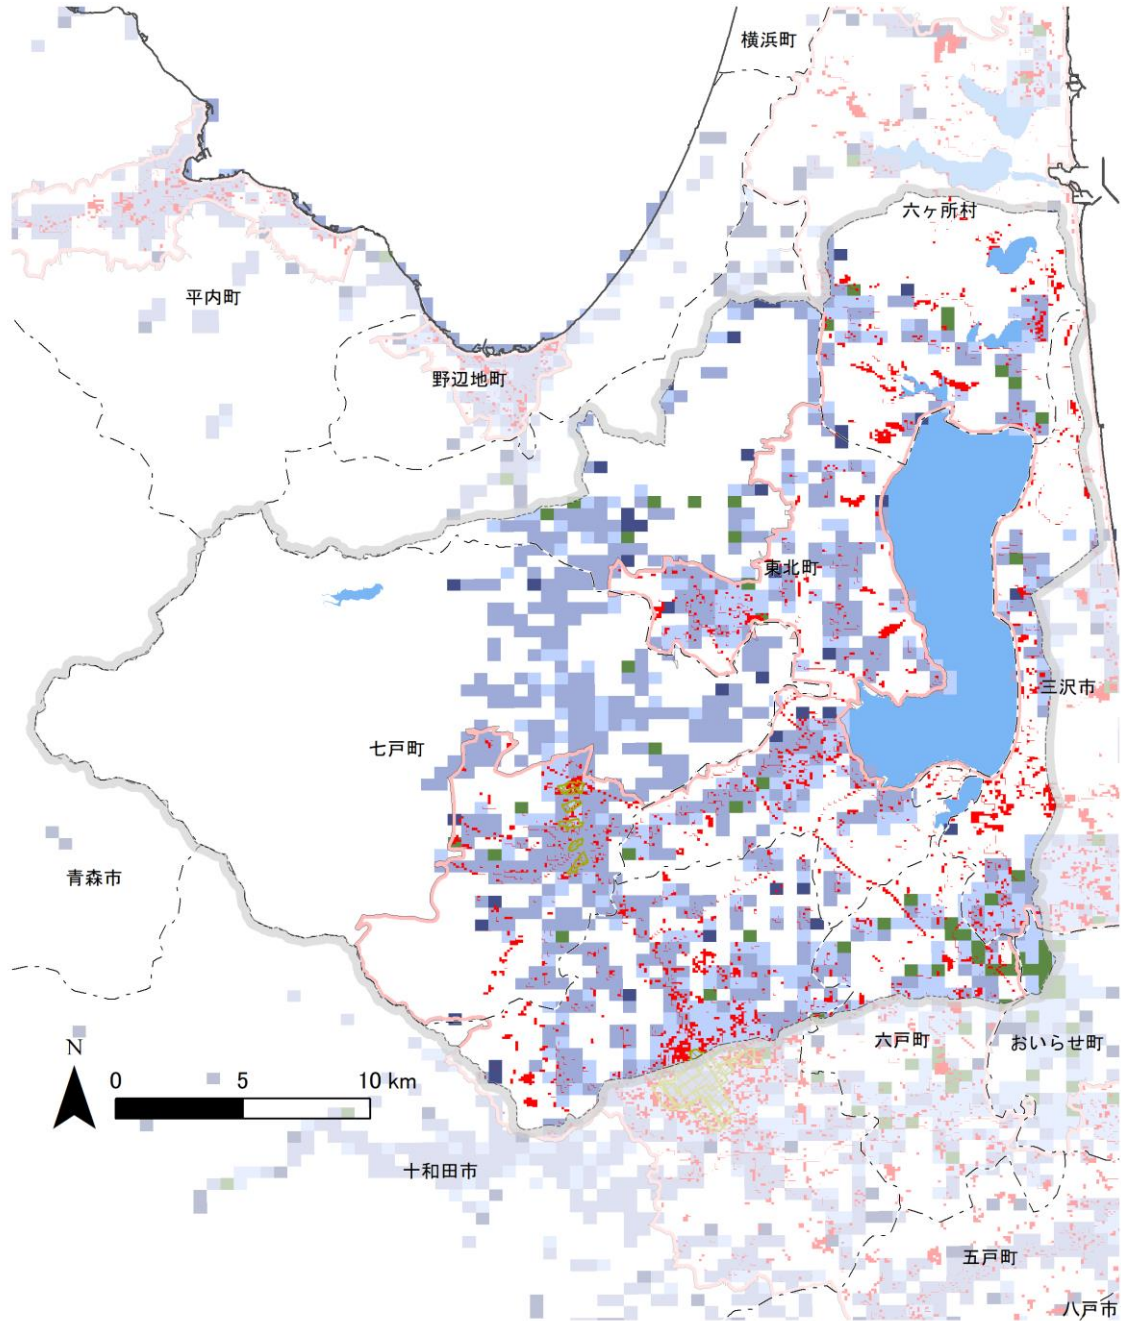 横浜町
六ヶ所村
平内町
野辺地町
東北町
三沢市
七戸町
青森市
N
0 5 10 km
六戸町
おいらせ町
十和田市
五戸町
八戸市